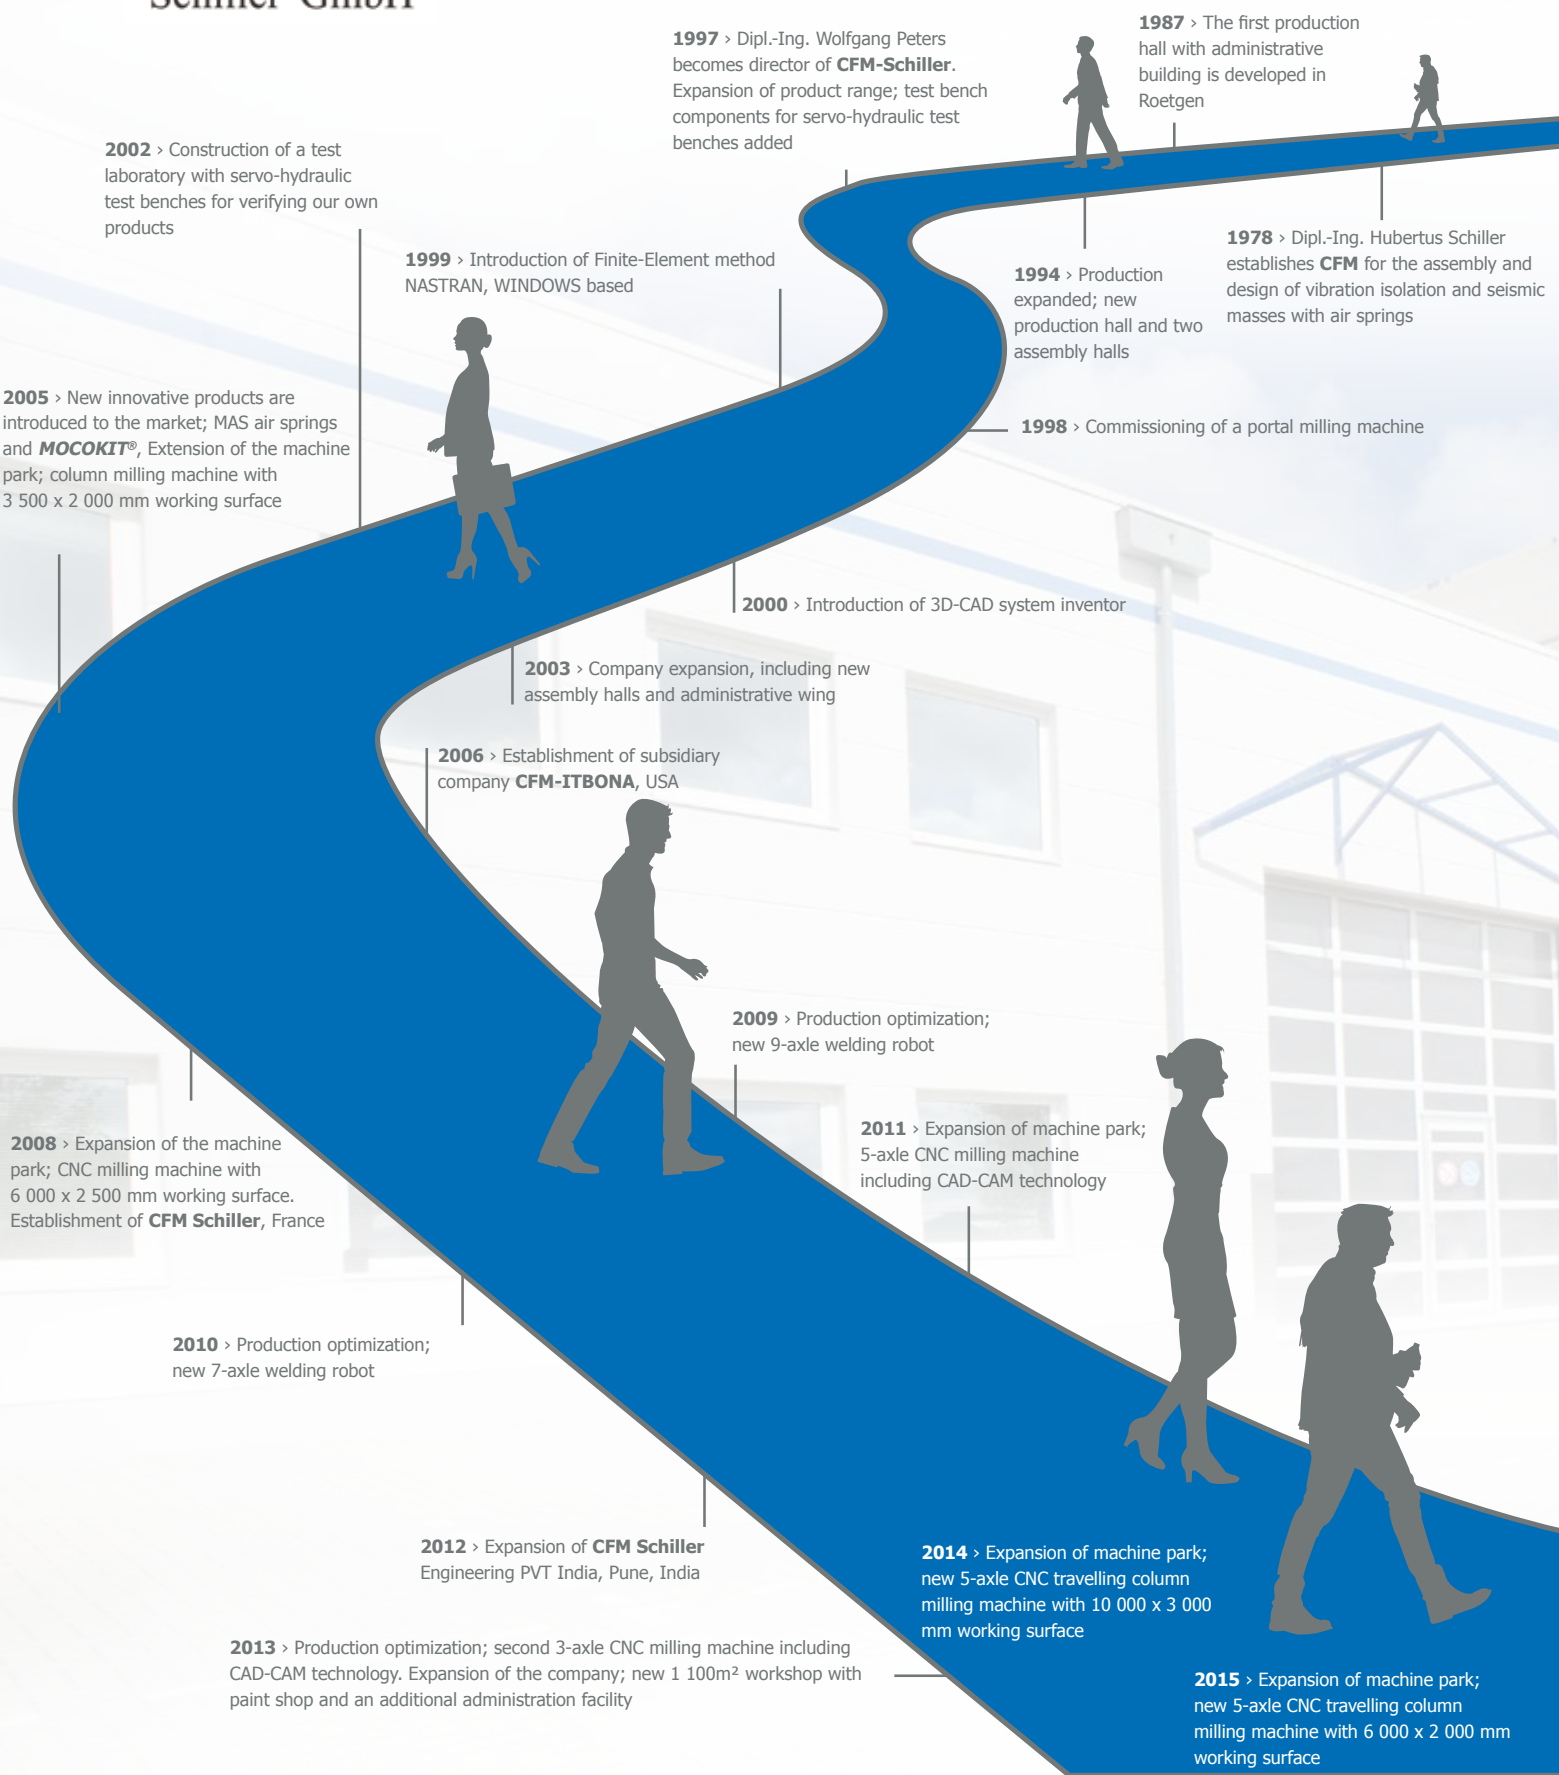 Schiller GmbH
1987 › The first production
hall with administrative
building is developed in
Roetgen
1997 › Dipl.-Ing. Wolfgang Peters
becomes director of CFM-Schiller.
Expansion of product range; test bench
components for servo-hydraulic test
benches added
2002 › Construction of a test
laboratory with servo-hydraulic
test benches for verifying our own
products
1999 › Introduction of Finite-Element method
NASTRAN, WINDOWS based
1994 › Production
expanded; new
production hall and two
assembly halls
1978 › Dipl.-Ing. Hubertus Schiller
establishes CFM for the assembly and
design of vibration isolation and seismic
masses with air springs
2005 › New innovative products are
introduced to the market; MAS air springs
and MOCOKIT®, Extension of the machine
park; column milling machine with
3 500 x 2 000 mm working surface
1998 › Commissioning of a portal milling machine
2000 › Introduction of 3D-CAD system inventor
2003 › Company expansion, including new
assembly halls and administrative wing
2006 › Establishment of subsidiary
company CFM-ITBONA, USA
2009 › Production optimization;
new 9-axle welding robot
2008 › Expansion of the machine
park; CNC milling machine with
6 000 x 2 500 mm working surface.
Establishment of CFM Schiller, France
2011 › Expansion of machine park;
5-axle CNC milling machine
including CAD-CAM technology
2010 › Production optimization;
new 7-axle welding robot
2012 › Expansion of CFM Schiller
Engineering PVT India, Pune, India
2014 › Expansion of machine park;
new 5-axle CNC travelling column
milling machine with 10 000 x 3 000
mm working surface
2013 › Production optimization; second 3-axle CNC milling machine including
CAD-CAM technology. Expansion of the company; new 1 100m² workshop with
paint shop and an additional administration facility
2015 › Expansion of machine park;
new 5-axle CNC travelling column
milling machine with 6 000 x 2 000 mm
working surface